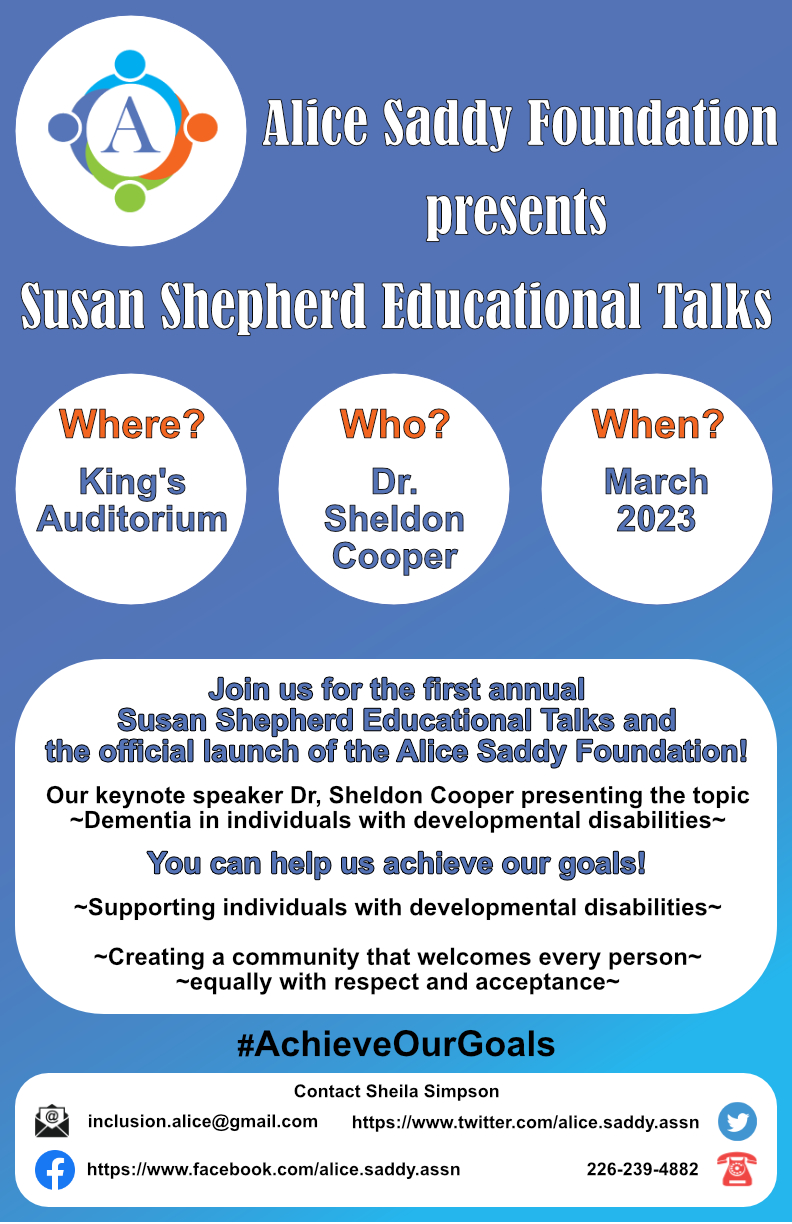 A
Alice Saddy Foundation
presents
Susan Shepherd Educational Talks
Where?
King's
Auditorium
Who?
Dr.
Sheldon
Cooper
When?
March
2023
Join us for the first annual
Susan Shepherd Educational Talks and
the official launch of the Alice Saddy Foundation!
Our keynote speaker Dr, Sheldon Cooper presenting the topic
~Dementia in individuals with developmental disabilities~
You can help us achieve our goals!
~Supporting individuals with developmental disabilities~
~Creating a community that welcomes every person~
~equally with respect and acceptance~
#AchieveOurGoals
Contact Sheila Simpson
@
inclusion.alice@gmail.com
https://www.twitter.com/alice.saddy.assn
https://www.facebook.com/alice.saddy.assn
226-239-4882